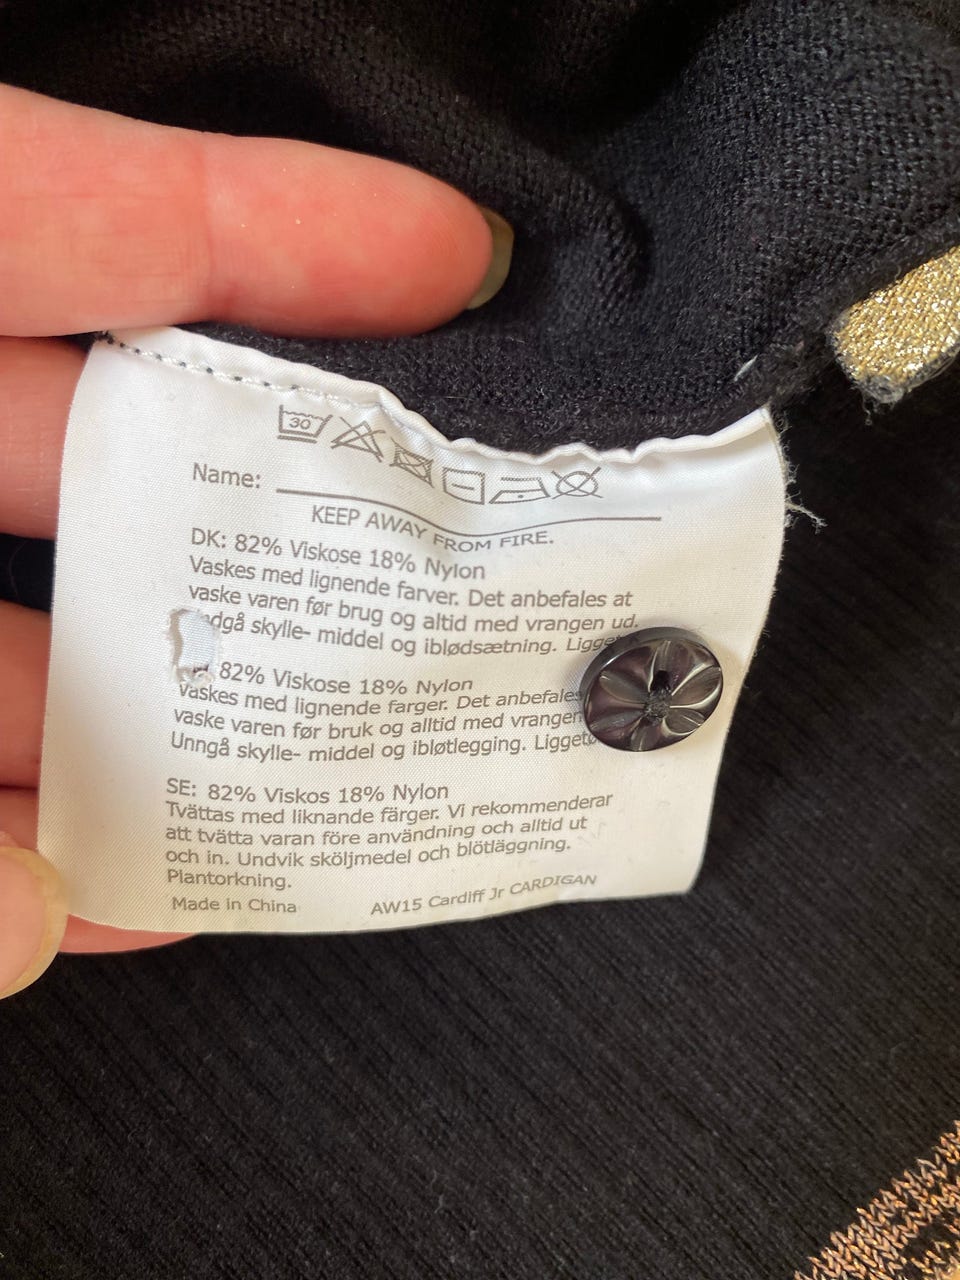 30
Name:
KEEP AWAY FROM FIRE.
DK: 82% Viskose 18% Nylon
Vaskes med lignende farver. Det anbefales at
vaske varen før brug og altid med vrangen ud.
skylle- middel og iblødsætning.
82% Viskose 18% Nylon
Vaskes med lignende farger. Det anbefales
vaske varen før bruk og alltid med vrangen
Unngå skylle- middel og ibløtlegging.
SE: 82% Viskos 18% Nylon
Tvättas med liknande färger. Vi rekommenderar
att tvätta varan före användning och alltid ut
och in. Undvik sköljmedel och blötläggning.
Plantorkning.
Made in China AW15 Cardiff Jr CARDIGAN